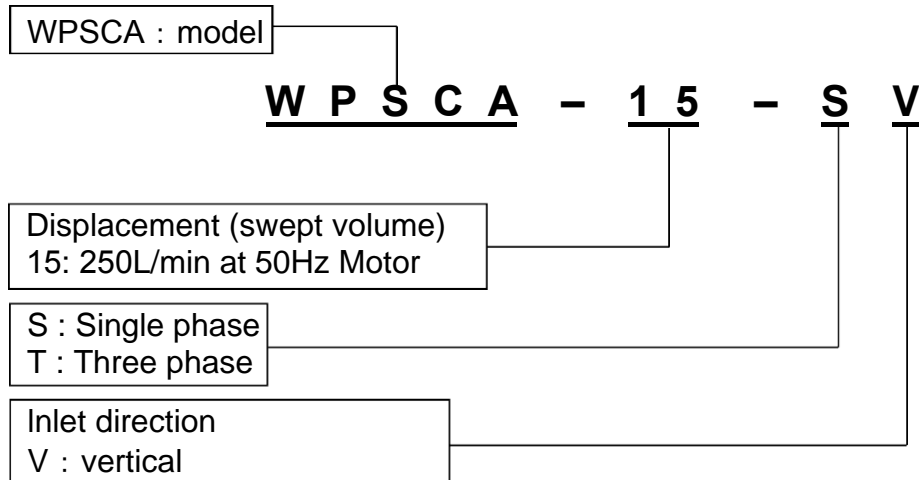 WPSCA : model
W P S C A – 1 5 – S V
Displacement (swept volume)
15: 250L/min at 50Hz Motor
S : Single phase
T : Three phase
Inlet direction
V : vertical